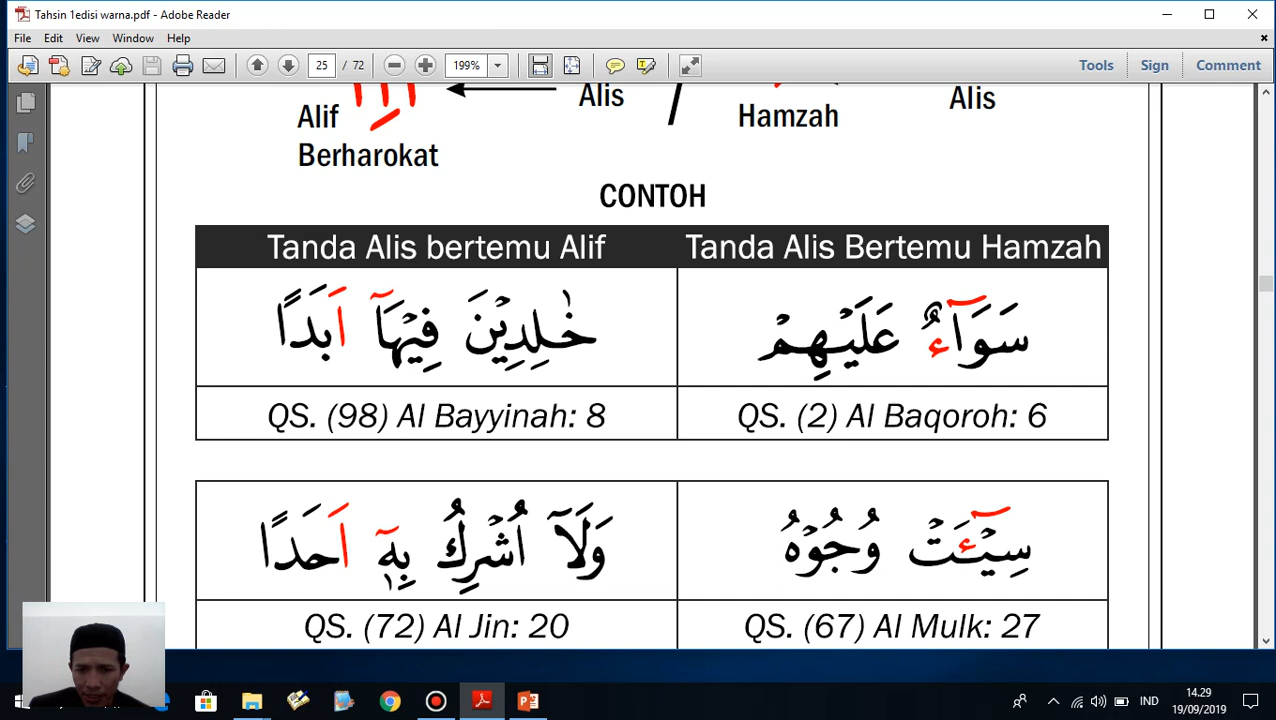 Tahsin 1edisi warna.pdf - Adobe Reader
File Edit View Window Help
25 / 72 199% Tools Sign Comment
Alif Alis Hamzah Alis
Berharokat
CONTOH
Tanda Alis bertemu Alif Tanda Alis Bertemu Hamzah
خٰلِدِيْنَ فِيْهَآ اَبَدًا
سَوَآءٌ عَلَيْهِمْ
QS. (98) Al Bayyinah: 8 QS. (2) Al Baqoroh: 6
وَلَآ اُشْرِكُ بِهٖٓ اَحَدًا
سِيْٓـَٔتْ وُجُوْهُ
QS. (72) Al Jin: 20 QS. (67) Al Mulk: 27
IND 14.29
19/09/2019